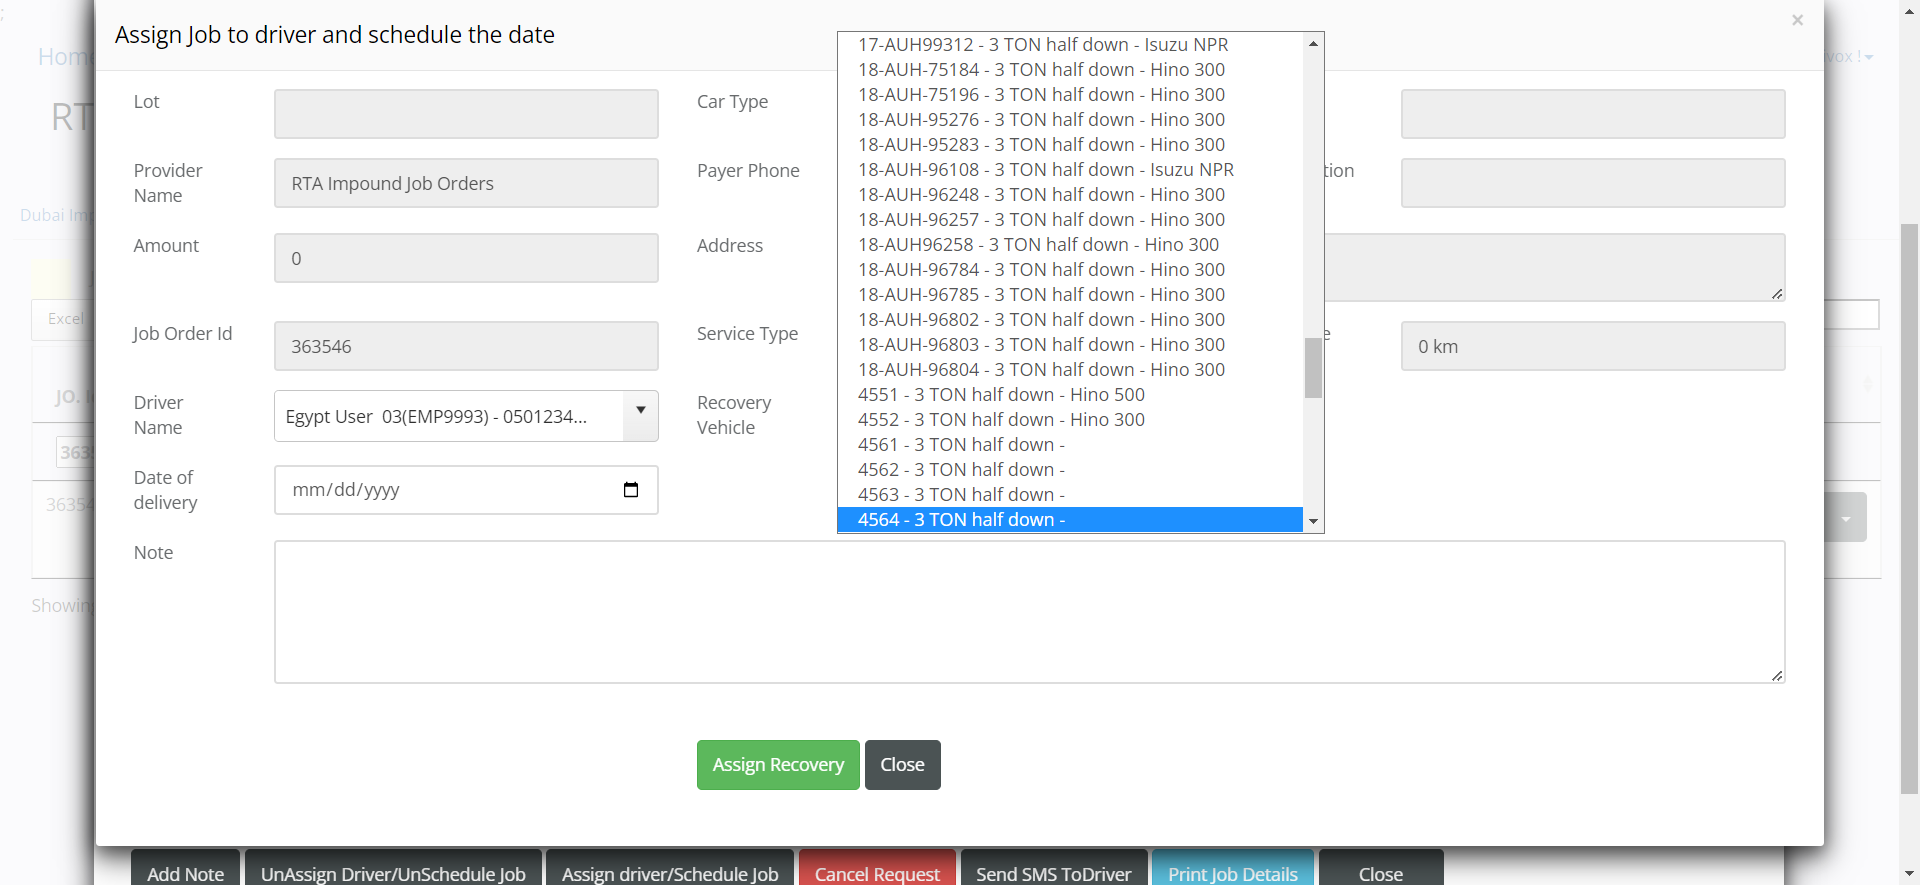 ;
Assign Job to driver and schedule the date
×
Home
RT
Dubai Im
Excel
JO. I
363
3635
Showin
vox !
Lot
Car Type
Provider Name
RTA Impound Job Orders
Payer Phone
tion
Amount
0
Address
Job Order Id
363546
Service Type
e
0 km
Driver Name
Egypt User 03(EMP9993) - 0501234...
Recovery Vehicle
Date of delivery
mm/dd/yyyy
17-AUH99312 - 3 TON half down - Isuzu NPR
18-AUH-75184 - 3 TON half down - Hino 300
18-AUH-75196 - 3 TON half down - Hino 300
18-AUH-95276 - 3 TON half down - Hino 300
18-AUH-95283 - 3 TON half down - Hino 300
18-AUH-96108 - 3 TON half down - Isuzu NPR
18-AUH-96248 - 3 TON half down - Hino 300
18-AUH-96257 - 3 TON half down - Hino 300
18-AUH96258 - 3 TON half down - Hino 300
18-AUH-96784 - 3 TON half down - Hino 300
18-AUH-96785 - 3 TON half down - Hino 300
18-AUH-96802 - 3 TON half down - Hino 300
18-AUH-96803 - 3 TON half down - Hino 300
18-AUH-96804 - 3 TON half down - Hino 300
4551 - 3 TON half down - Hino 500
4552 - 3 TON half down - Hino 300
4561 - 3 TON half down -
4562 - 3 TON half down -
4563 - 3 TON half down -
4564 - 3 TON half down -
Note
Assign Recovery
Close
Add Note
UnAssign Driver/UnSchedule Job
Assign driver/Schedule Job
Cancel Request
Send SMS ToDriver
Print Job Details
Close